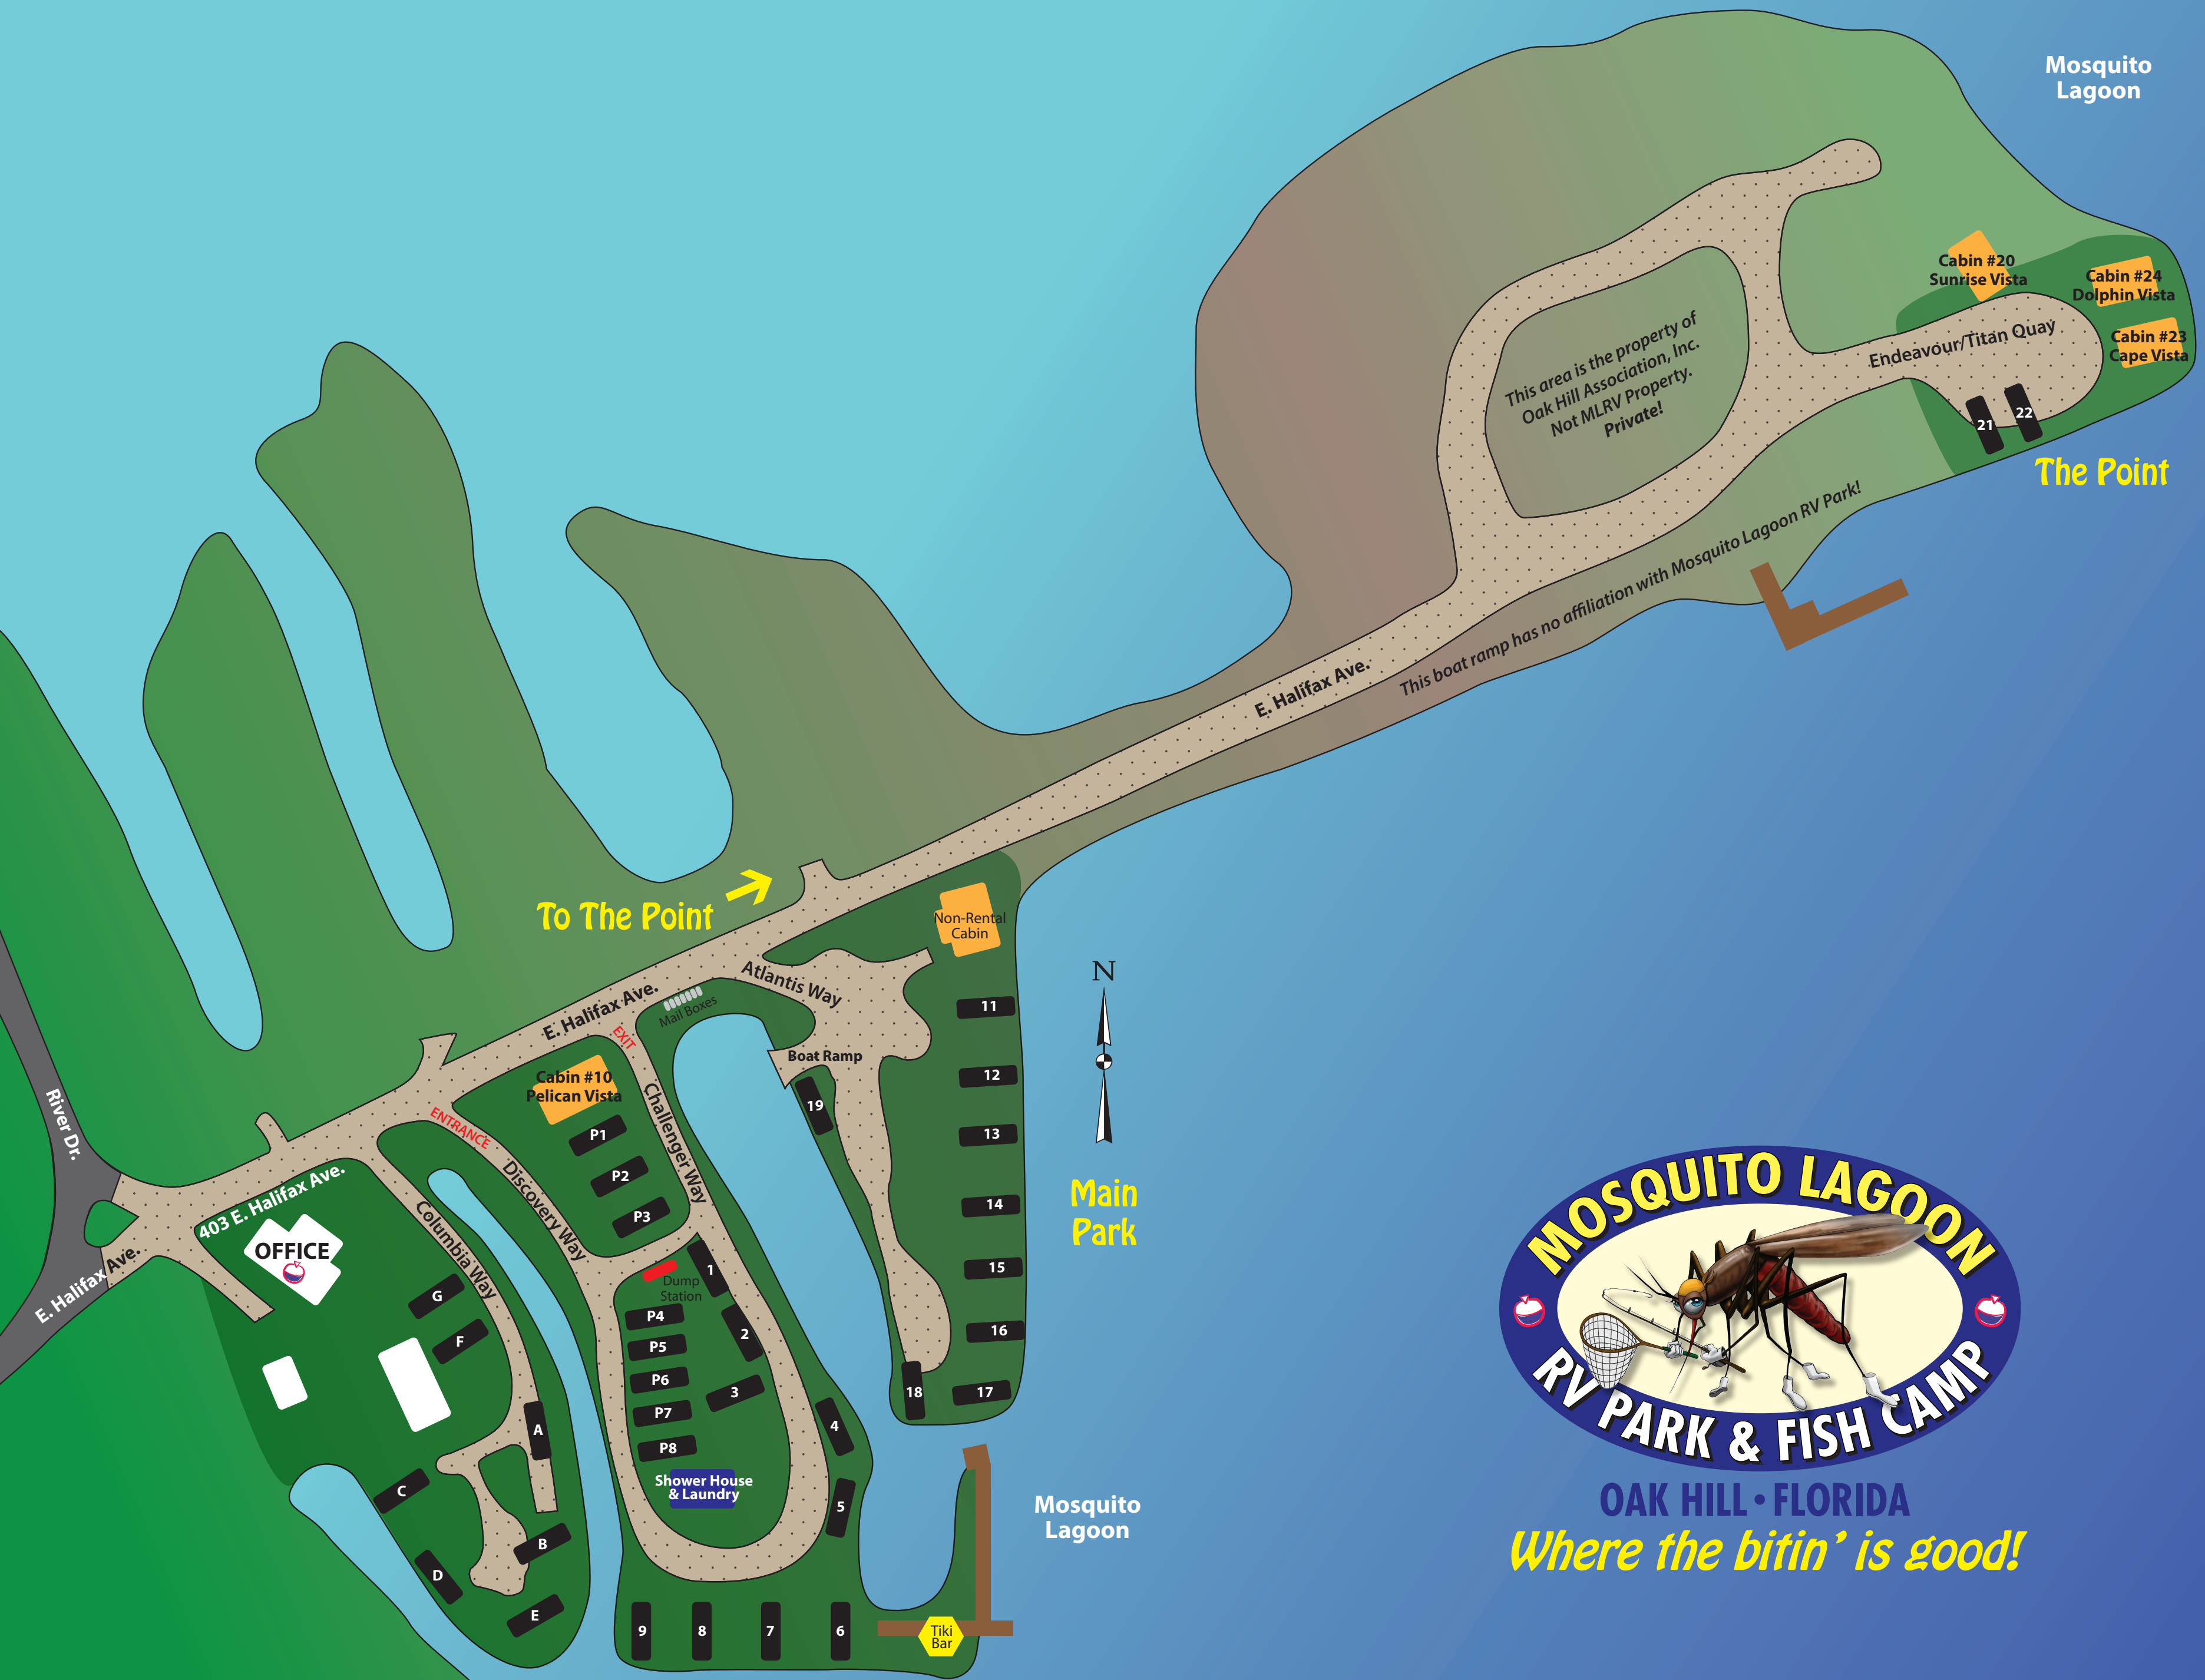 Mosquito
Lagoon
Cabin #20
Sunrise Vista
Cabin #24
Dolphin Vista
Cabin #23
Cape Vista
Endeavour/Titan Quay
21
22
The Point
This area is the property of
Oak Hill Association, Inc.
Not MLRV Property.
Private!
This boat ramp has no affiliation with Mosquito Lagoon RV Park!
E. Halifax Ave.
To The Point
Non-Rental
Cabin
Atlantis Way
E. Halifax Ave.
Mail Boxes
EXIT
Boat Ramp
N
11
12
13
14
15
16
17
18
19
Main
Park
Cabin #10
Pelican Vista
ENTRANCE
P1
P2
P3
Challenger Way
Discovery Way
Columbia Way
River Dr.
E. Halifax Ave.
403 E. Halifax Ave.
OFFICE
G
F
A
C
B
D
E
Dump
Station
1
2
3
4
5
P4
P5
P6
P7
P8
Shower House
& Laundry
9
8
7
6
Tiki
Bar
Mosquito
Lagoon
MOSQUITO LAGOON
RV PARK & FISH CAMP
OAK HILL • FLORIDA
Where the bitin' is good!